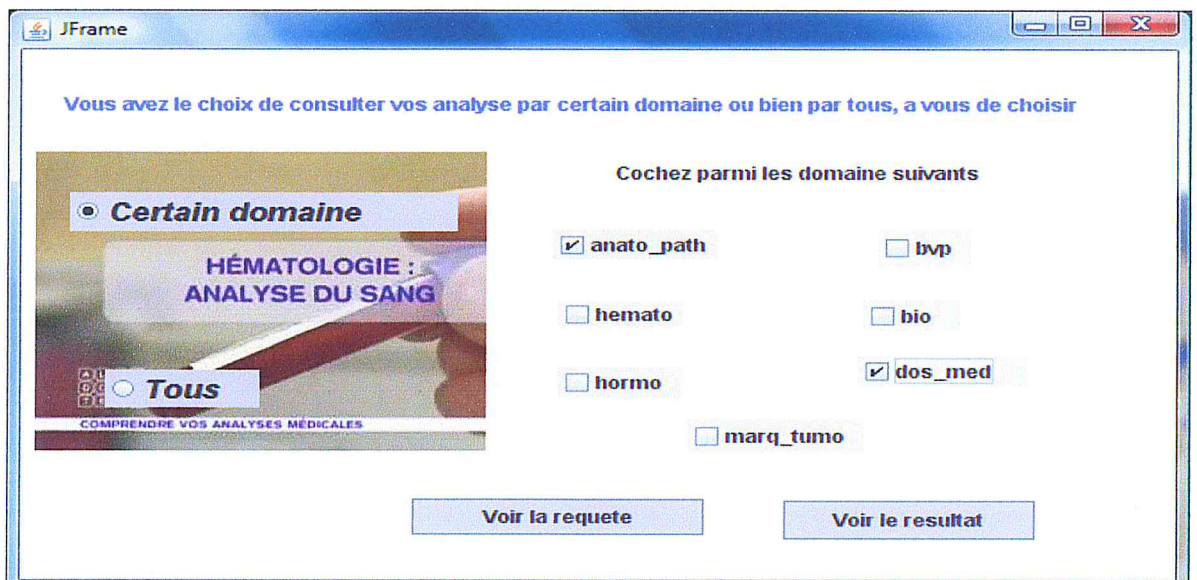 JFrame
Vous avez le choix de consulter vos analyse par certain domaine ou bien par tous, a vous de choisir
Certain domaine
HÉMATOLOGIE :
ANALYSE DU SANG
Tous
COMPRENDRE VOS ANALYSES MÉDICALES
Cochez parmi les domaine suivants
anato_path
bvp
hemato
bio
hormo
dos_med
marq_tumo
Voir la requete
Voir le resultat